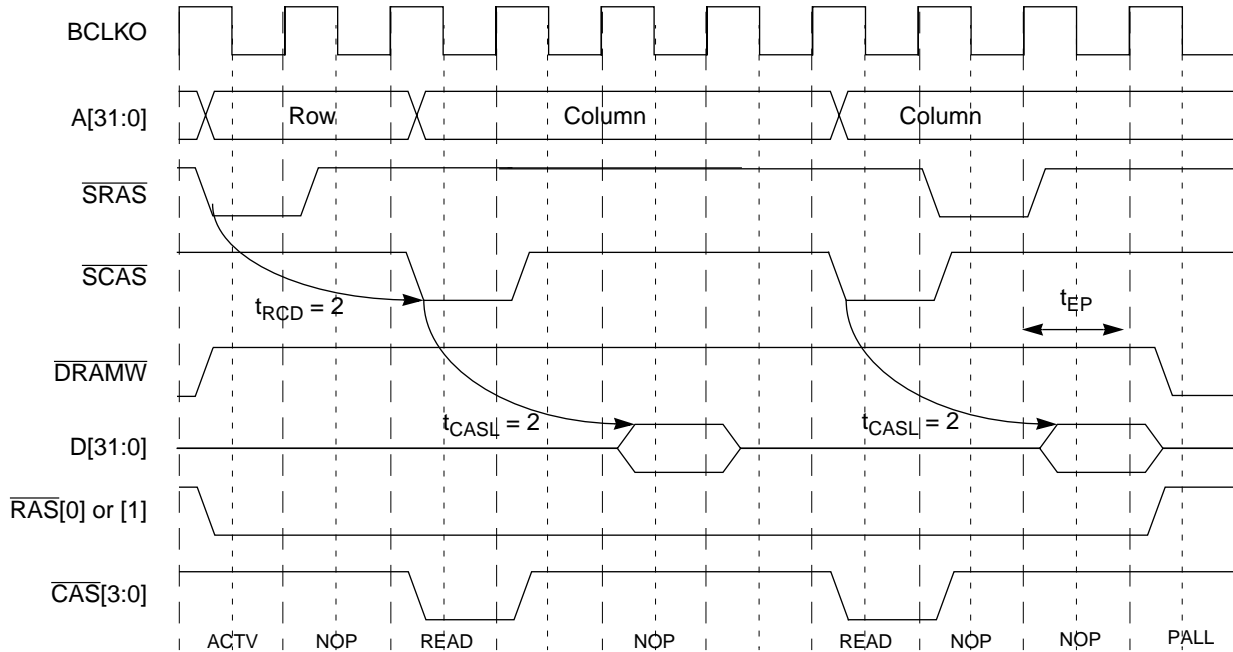 BCLKO
A[31:0]
Row
Column
Column
SRAS
SCAS
tRCD = 2
tEP
DRAMW
tCASL = 2
tCASL = 2
D[31:0]
RAS[0] or [1]
CAS[3:0]
ACTV NOP READ NOP READ NOP NOP PALL